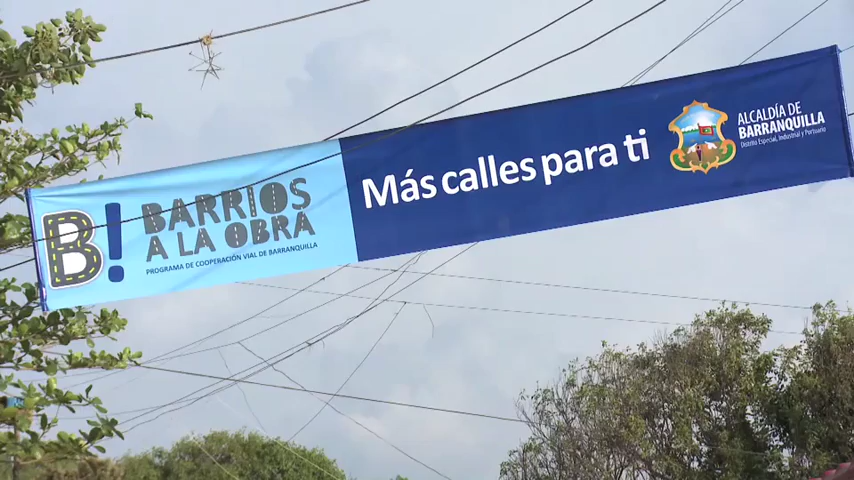 B!
BARRIOS
A LA OBRA
PROGRAMA DE COOPERACIÓN VIAL DE BARRANQUILLA
Más calles para ti
ALCALDÍA DE
BARRANQUILLA
Distrito Especial, Industrial y Portuario